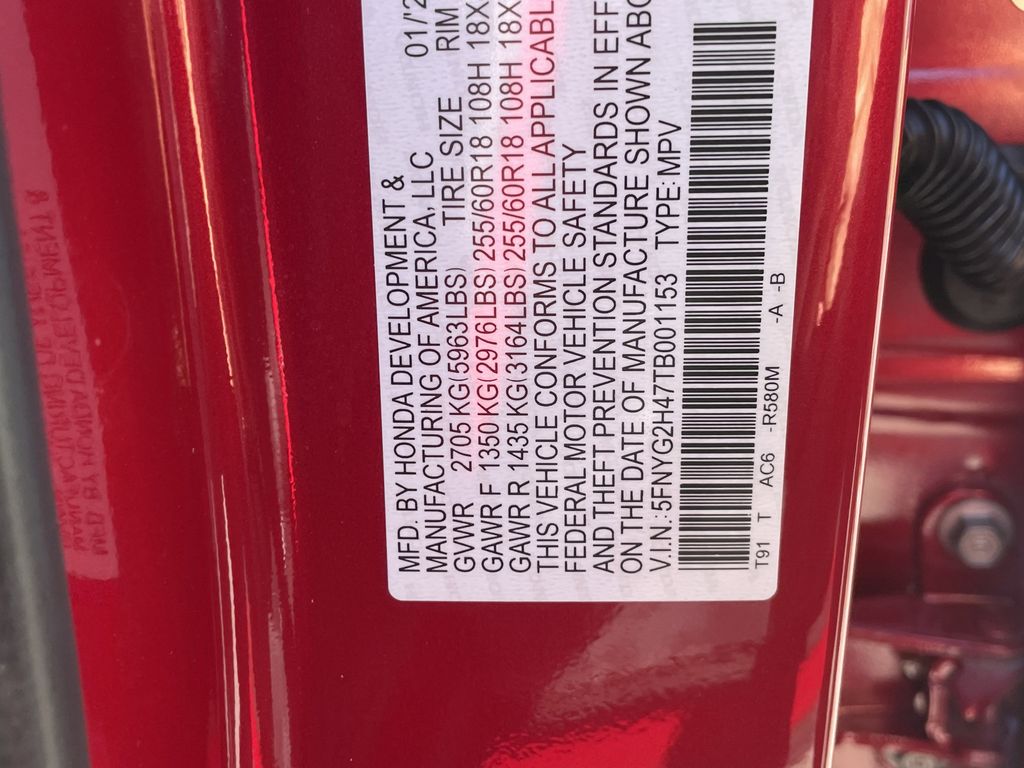 MFD. BY HONDA DEVELOPMENT &
MANUFACTURING OF AMERICA, LLC 01/'2
GVWR 2705 KG(5963LBS) TIRE SIZE RIM
GAWR F 1350 KG(2976LBS) 255/60R18 108H 18X
GAWR R 1435 KG(3164LBS) 255/60R18 108H 18X
THIS VEHICLE CONFORMS TO ALL APPLICABL
FEDERAL MOTOR VEHICLE SAFETY
AND THEFT PREVENTION STANDARDS IN EFF
ON THE DATE OF MANUFACTURE SHOWN ABO
V.I.N.:5FNYG2H47TB001153 TYPE: MPV
T91 T AC6 -R580M -A -B